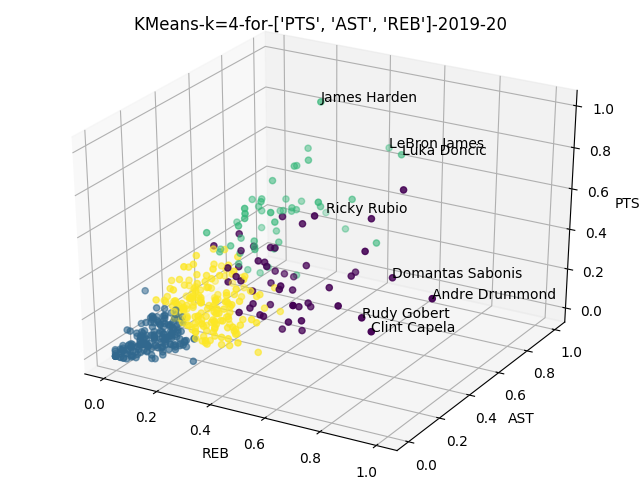 KMeans-k=4-for-['PTS', 'AST', 'REB']-2019-20
James Harden
LeBron James
Luka Doncic
Ricky Rubio
Domantas Sabonis
Andre Drummond
Rudy Gobert
Clint Capela
1.0
0.8
PTS
0.6
0.4
0.2
0.0
1.0
0.8
0.6
0.4
AST
0.2
0.0
0.0
0.2
0.4
0.6
REB
0.8
1.0